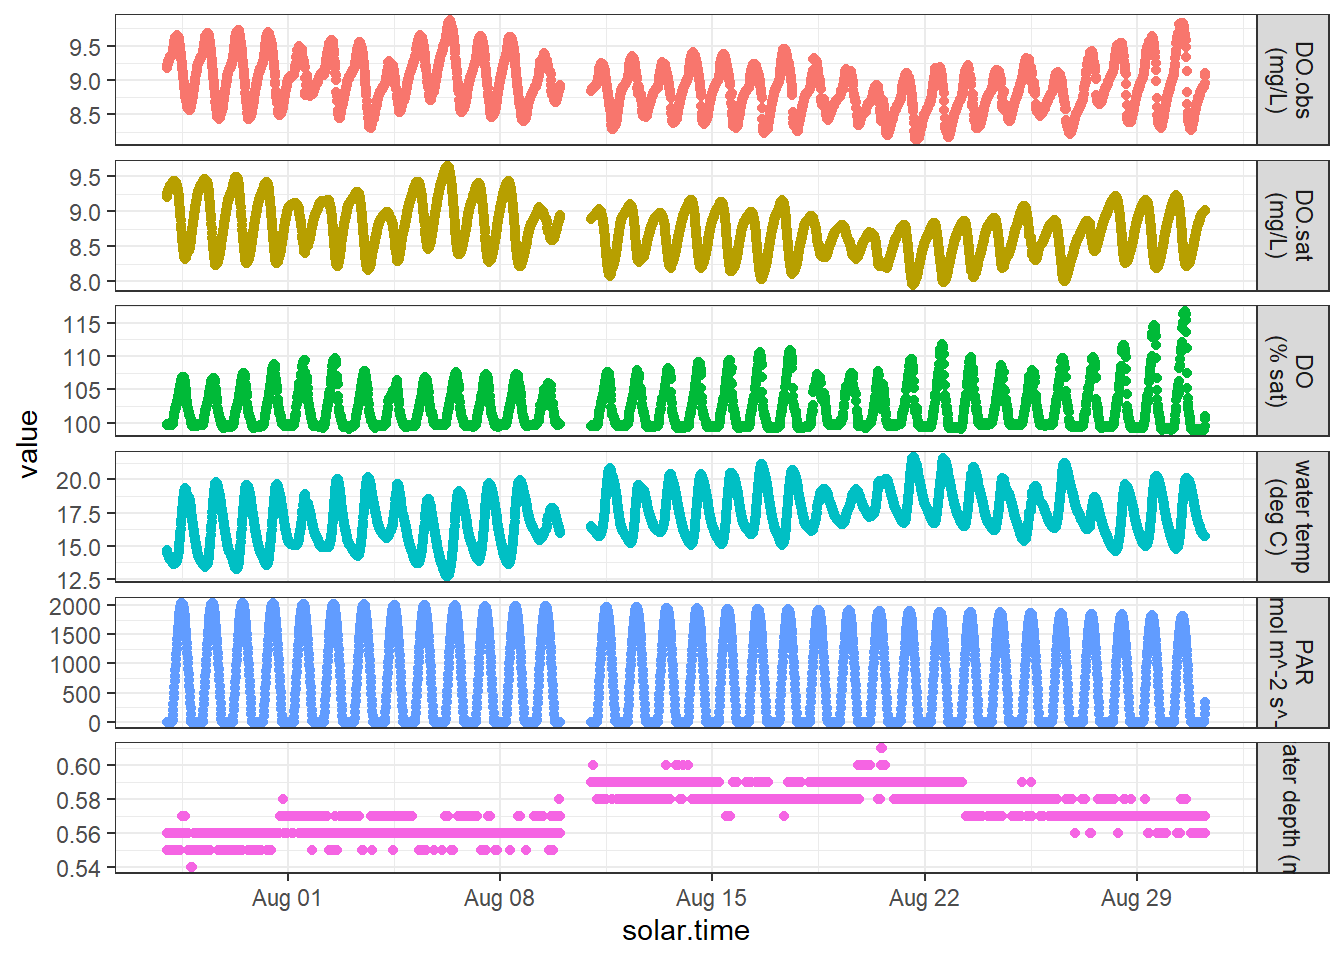 value
9.5
9.0
8.5
DO.obs
(mg/L)
9.5
9.0
8.5
8.0
DO.sat
(mg/L)
115
110
105
100
DO
(% sat)
20.0
17.5
15.0
12.5
water temp
(deg C)
2000
1500
1000
500
0
PAR
mol m^-2 s^-
0.60
0.58
0.56
0.54
ater depth (
Aug 01
Aug 08
Aug 15
Aug 22
Aug 29
solar.time